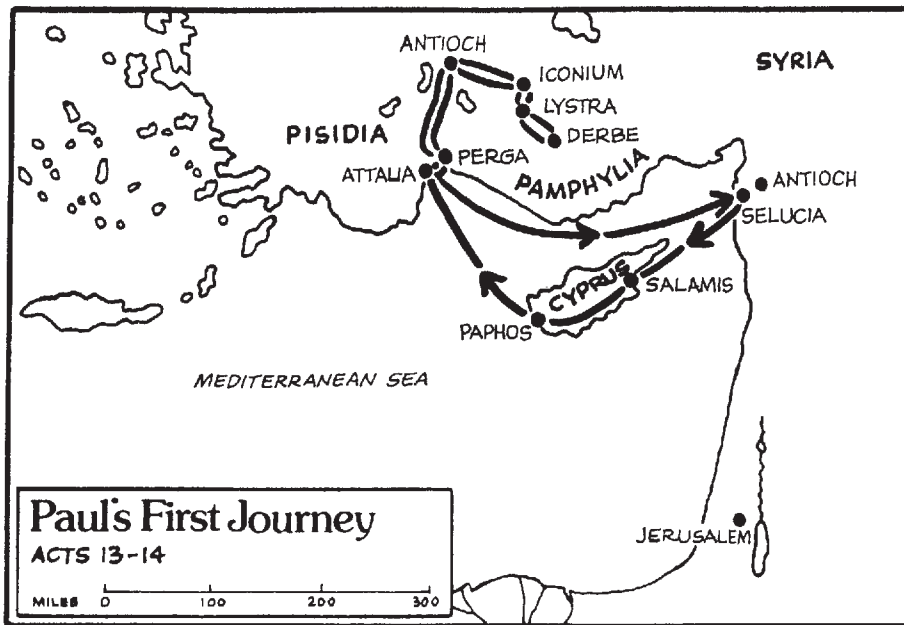 ANTIOCH
SYRIA
ICONIUM
LYSTRA
PISIDIA
DERBE
PERGA
ATTALIA
PAMPHYLIA
ANTIOCH
SELUCIA
CYPRUS
SALAMIS
PAPHOS
MEDITERRANEAN SEA
JERUSALEM
Paul's First Journey
ACTS 13-14
MILES 0 100 200 300